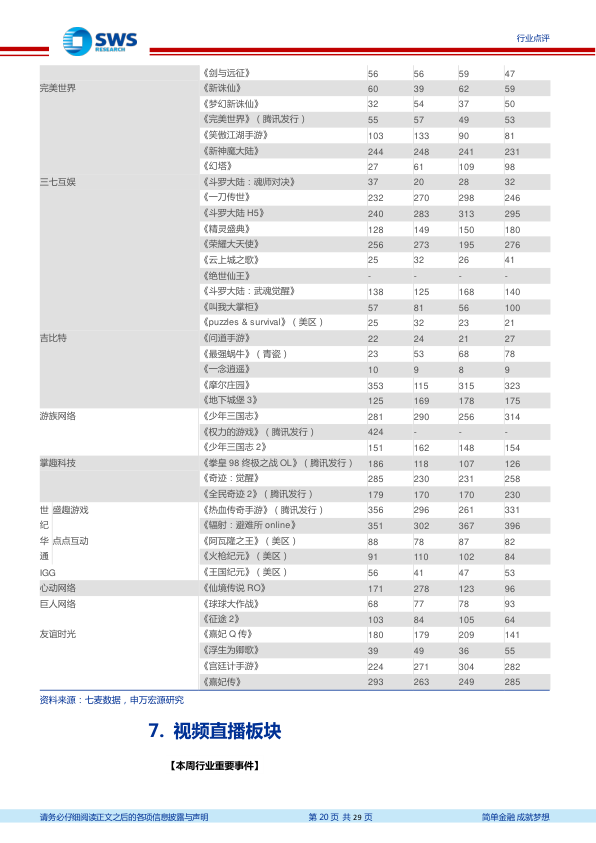 SWS
RESEARCH
行业点评
《剑与远征》 56 56 59 47
完美世界 《新诛仙》 60 39 62 59
《梦幻新诛仙》 32 54 37 50
《完美世界》（腾讯发行） 55 57 49 53
《笑傲江湖手游》 103 133 90 81
《新神魔大陆》 244 248 241 231
《幻塔》 27 61 109 98
三七互娱 《斗罗大陆：魂师对决》 37 20 28 32
《一刀传世》 232 270 298 246
《斗罗大陆 H5》 240 283 313 295
《精灵盛典》 128 149 150 180
《荣耀大天使》 256 273 195 276
《云上城之歌》 25 32 26 41
《绝世仙王》 - - - -
《斗罗大陆：武魂觉醒》 138 125 168 140
《叫我大掌柜》 57 81 56 100
《puzzles & survival》（美区） 25 32 23 21
吉比特 《问道手游》 22 24 21 27
《最强蜗牛》（青瓷） 23 53 68 78
《一念逍遥》 10 9 8 9
《摩尔庄园》 353 115 315 323
《地下城堡 3》 125 169 178 175
游族网络 《少年三国志》 281 290 256 314
《权力的游戏》（腾讯发行） 424 - - -
《少年三国志 2》 151 162 148 154
掌趣科技 《拳皇 98 终极之战 OL》（腾讯发行） 186 118 107 126
《奇迹：觉醒》 285 230 231 258
《全民奇迹 2》（腾讯发行） 179 170 170 230
世 盛趣游戏 《热血传奇手游》（腾讯发行） 356 296 261 331
纪 《辐射：避难所 online》 351 302 367 396
华 点点互动 《阿瓦隆之王》（美区） 88 78 87 82
通 《火枪纪元》（美区） 91 110 102 84
IGG 《王国纪元》（美区） 56 41 47 53
心动网络 《仙境传说 RO》 171 278 123 96
巨人网络 《球球大作战》 68 77 78 93
《征途 2》 103 84 105 64
友谊时光 《熹妃 Q 传》 180 179 209 141
《浮生为卿歌》 39 49 36 55
《宫廷计手游》 224 271 304 282
《熹妃传》 293 263 249 285
资料来源：七麦数据，申万宏源研究
7. 视频直播板块
【本周行业重要事件】
请务必仔细阅读正文之后的各项信息披露与声明 第 20 页 共 29 页 简单金融 成就梦想